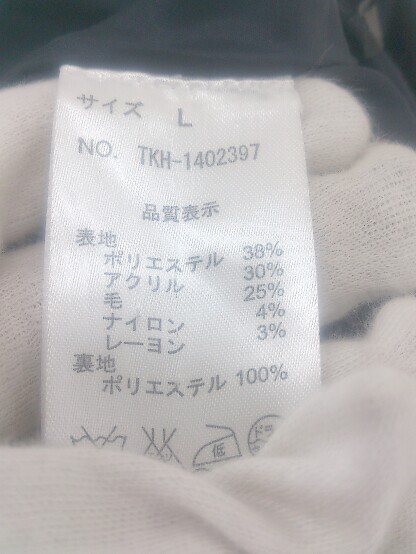 サイズ L
NO. TKH-1402397
品質表示
表地
ポリエステル 38%
アクリル 30%
毛 25%
ナイロン 4%
レーヨン 3%
裏地
ポリエステル 100%
低